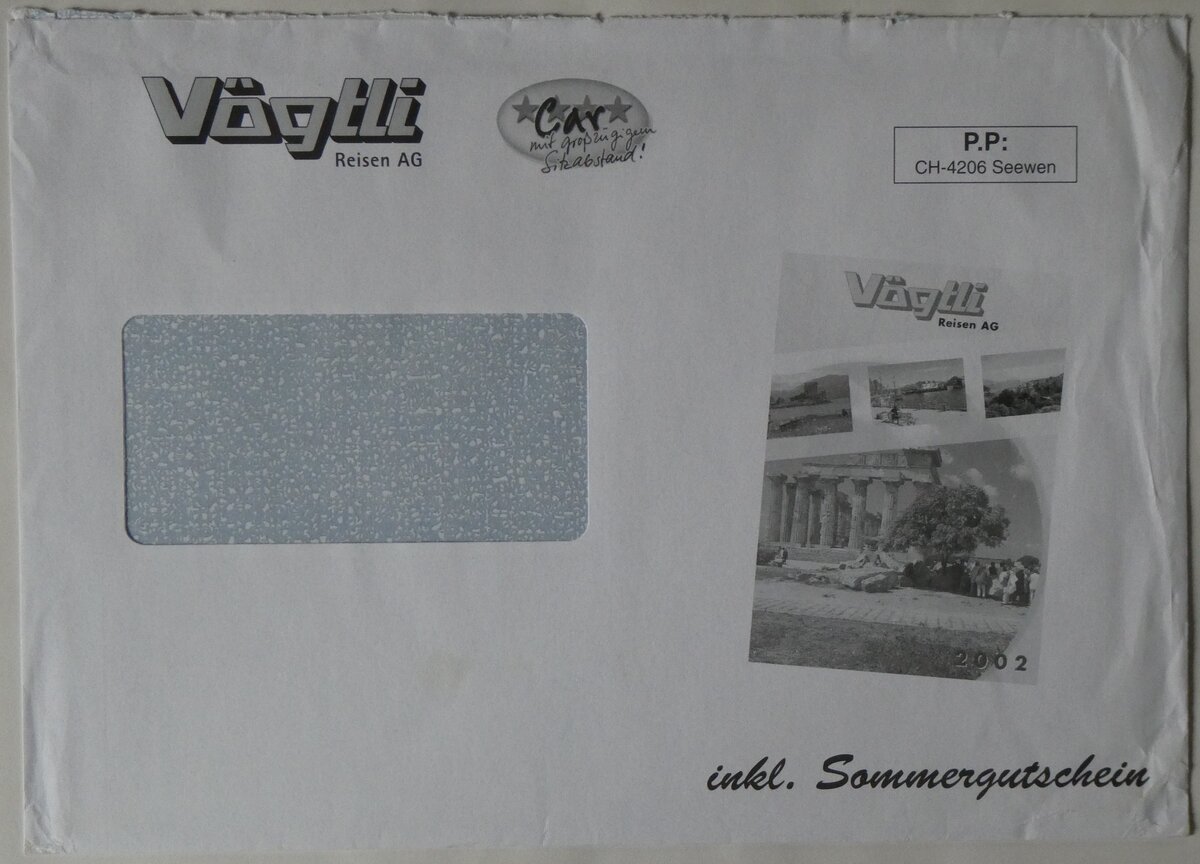 Vögtli
Reisen AG
Car
mit großzügigem
Sitzabstand!
P.P:
CH-4206 Seewen
Vögtli
Reisen AG
2002
inkl. Sommergutschein